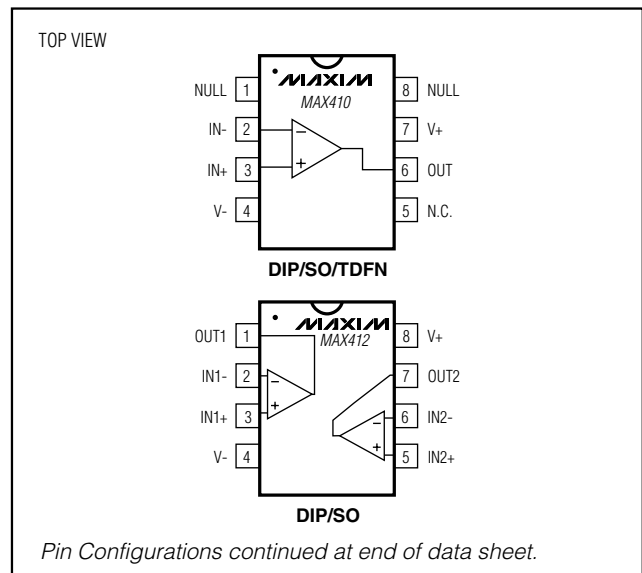 TOP VIEW
MAXIM
MAX410
NULL 1
8 NULL
IN- 2
7 V+
IN+ 3
6 OUT
V- 4
5 N.C.
− +
DIP/SO/TDFN
MAXIM
MAX412
OUT1 1
8 V+
IN1- 2
7 OUT2
IN1+ 3
6 IN2-
V- 4
5 IN2+
− +
− +
DIP/SO
Pin Configurations continued at end of data sheet.